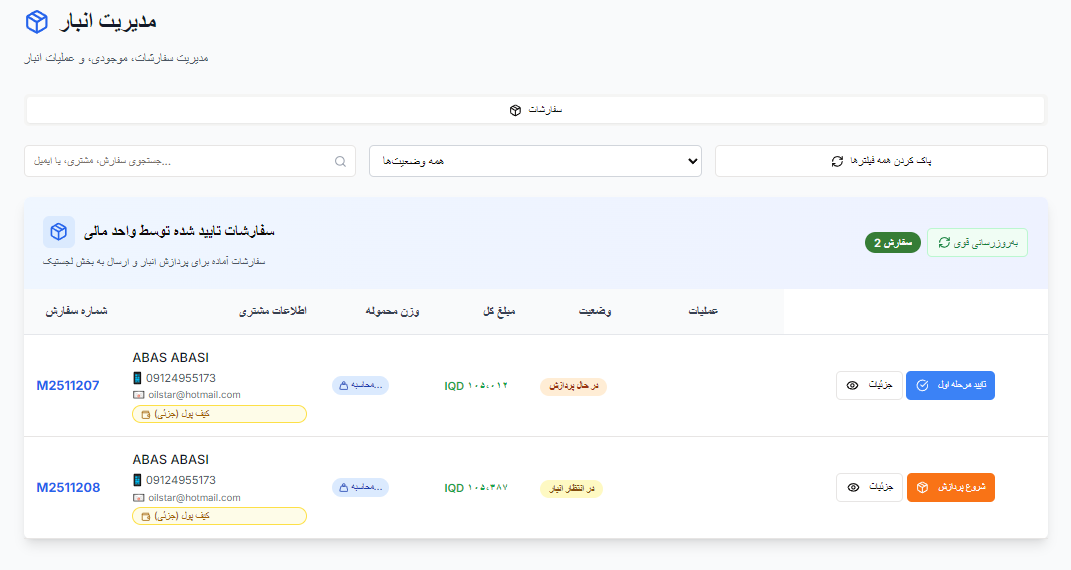 مدیریت انبار
مدیریت سفارشات، موجودی، و عملیات انبار
سفارشات
جستجوی سفارش، مشتری، یا ایمیل...
همه وضعیت‌ها
پاک کردن همه فیلترها
سفارشات تایید شده توسط واحد مالی
سفارشات آماده برای پردازش انبار و ارسال به بخش لجستیک
2 سفارش
به‌روزرسانی قوی
شماره سفارش
اطلاعات مشتری
وزن محموله
مبلغ کل
وضعیت
عملیات
M2511207
ABAS ABASI
09124955173
oilstar@hotmail.com
کیف پول (جزئی)
محاسبه...
IQD ۱۰۵،۰۱۲
در حال پردازش
جزئیات
تایید مرحله اول
M2511208
ABAS ABASI
09124955173
oilstar@hotmail.com
کیف پول (جزئی)
محاسبه...
IQD ۱۰۵،۳۸۷
در انتظار انبار
جزئیات
شروع پردازش